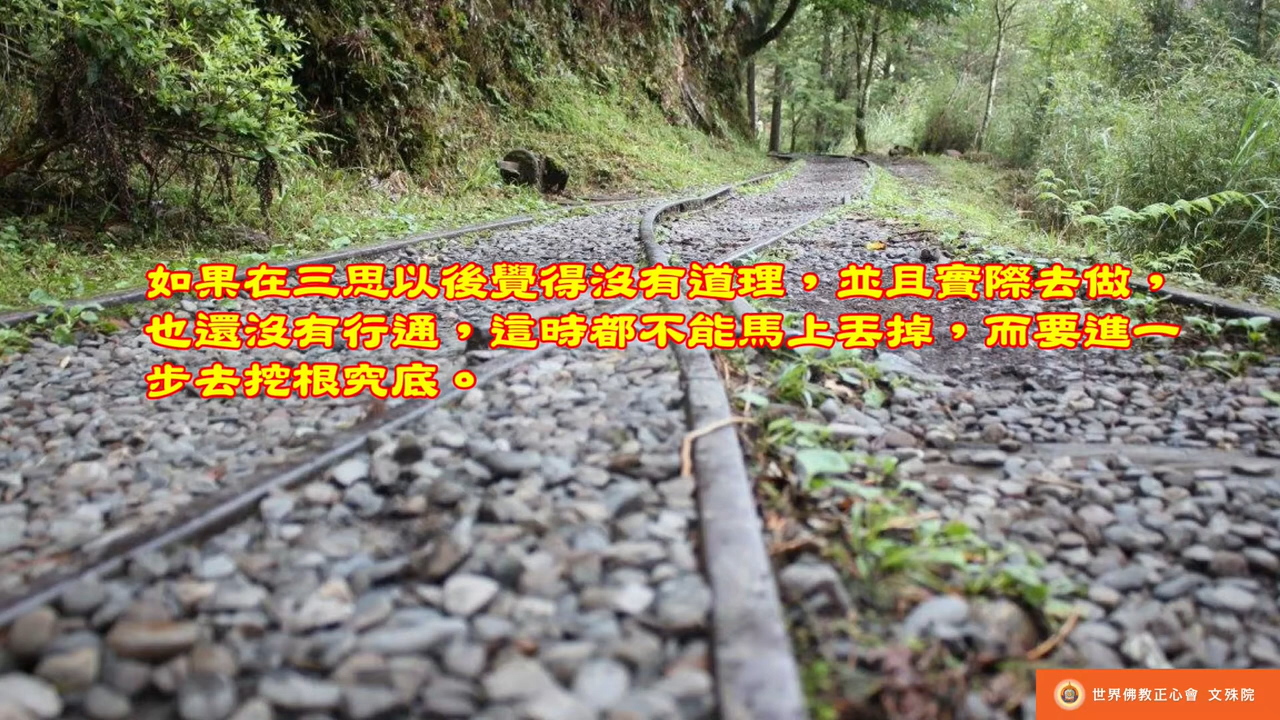 如果在三思以後覺得沒有道理，並且實際去做，
也還沒有行通，這時都不能馬上丟掉，而要進一
步去挖根究底。
世界佛教正心會 文殊院